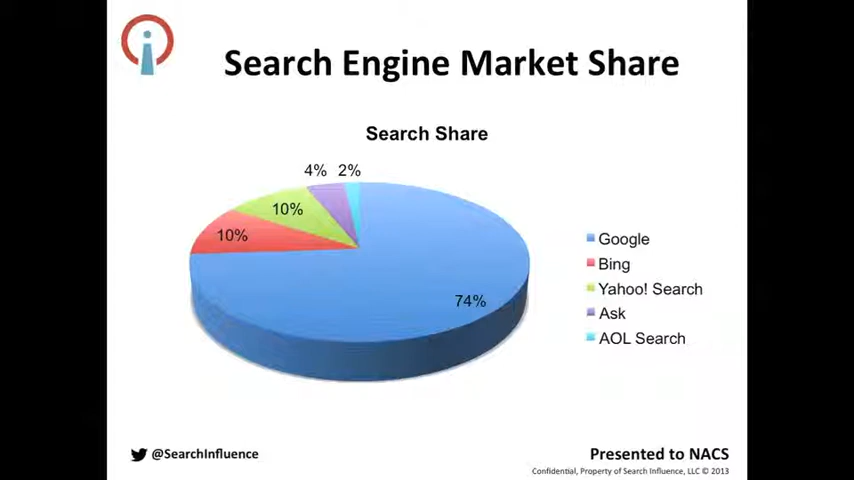 Search Engine Market Share
Search Share
4% 2%
10%
10%
74%
Google
Bing
Yahoo! Search
Ask
AOL Search
@SearchInfluence
Presented to NACS
Confidential, Property of Search Influence, LLC © 2013